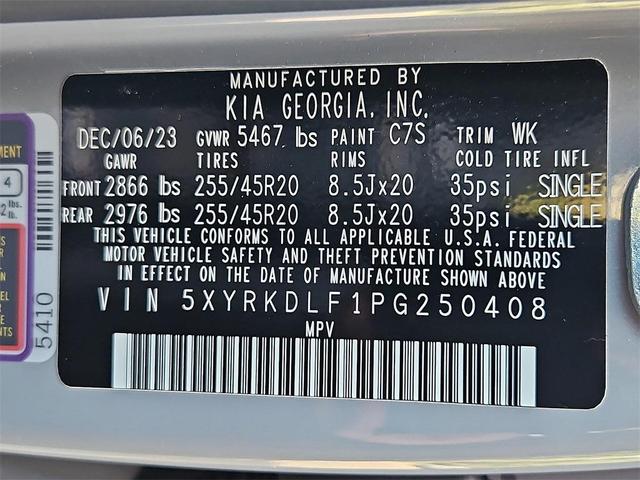 MANUFACTURED BY
KIA GEORGIA, INC.
DEC/06/23 GVWR 5467 lbs PAINT C7S TRIM WK
GAWR TIRES RIMS COLD TIRE INFL
FRONT 2866 lbs 255/45R20 8.5Jx20 35psi SINGLE
REAR 2976 lbs 255/45R20 8.5Jx20 35psi SINGLE
THIS VEHICLE CONFORMS TO ALL APPLICABLE U.S.A. FEDERAL
MOTOR VEHICLE SAFETY AND THEFT PREVENTION STANDARDS
IN EFFECT ON THE DATE OF MANUFACTURE SHOWN ABOVE
VIN 5XYRKDLF1PG250408
MPV
4
5410